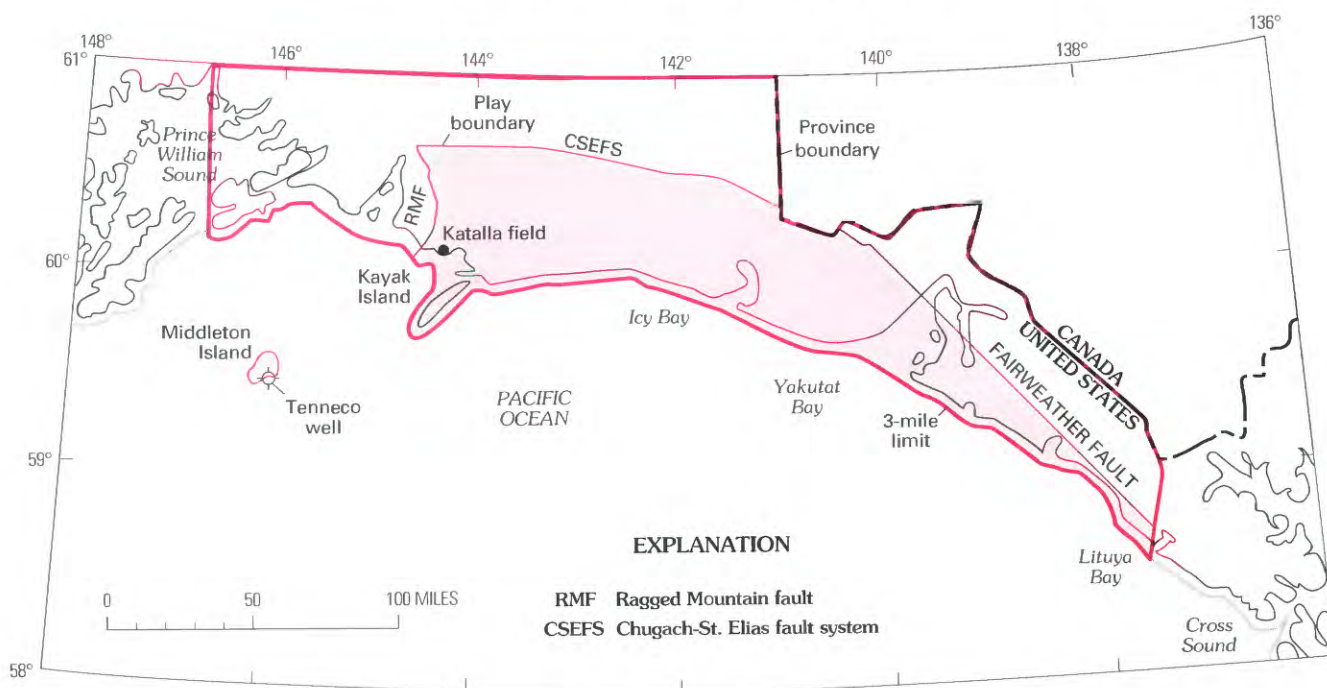 148°
146°
144°
142°
140°
138°
136°
61°
60°
59°
58°
Prince
William
Sound
Play
boundary
CSEFS
Province
boundary
RMF
Katalla field
Kayak
Island
Icy Bay
Middleton
Island
Tenneco
well
PACIFIC
OCEAN
Yakutat
Bay
3-mile
limit
CANADA
UNITED STATES
FAIRWEATHER FAULT
Lituya
Bay
Cross
Sound
EXPLANATION
RMF Ragged Mountain fault
CSEFS Chugach-St. Elias fault system
0 50 100 MILES